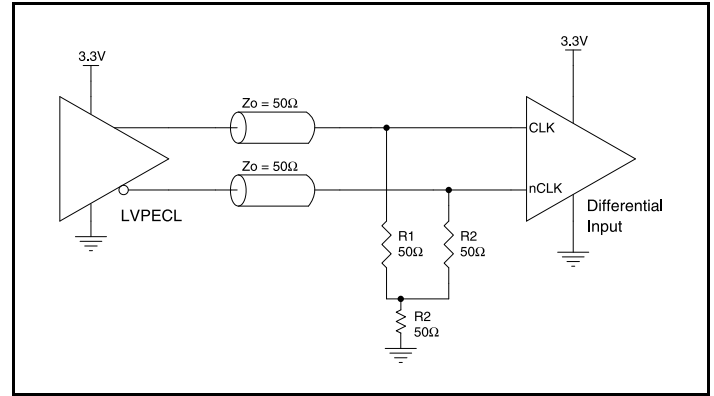 3.3V
3.3V
Zo = 50Ω
CLK
Zo = 50Ω
nCLK
LVPECL
Differential
Input
R1
50Ω
R2
50Ω
R2
50Ω